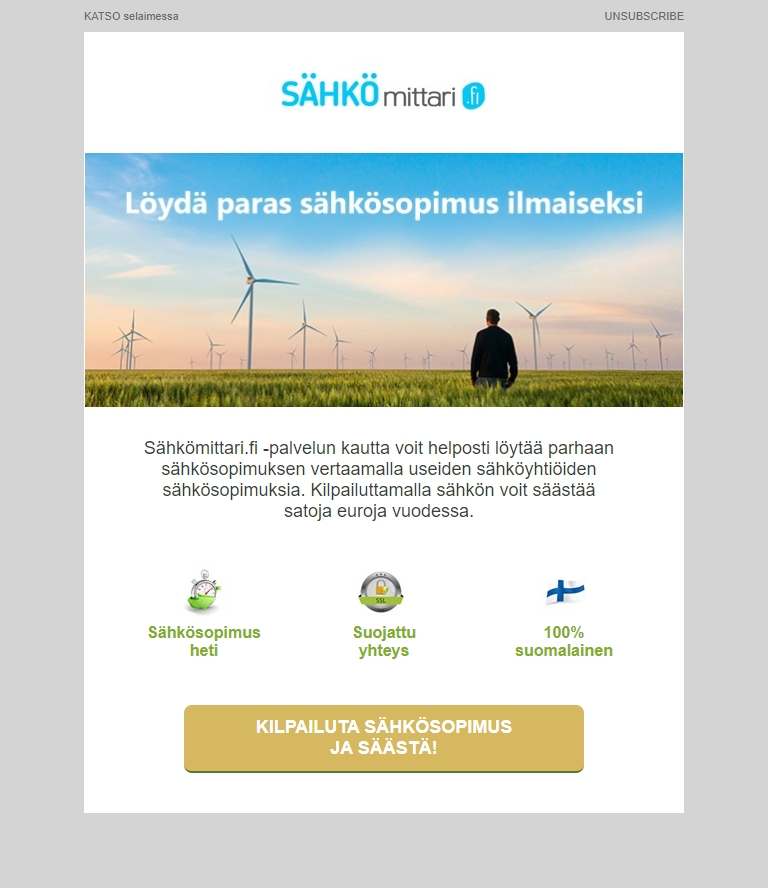 KATSO selaimessa
UNSUBSCRIBE
SÄHKÖmittari.fi
Löydä paras sähkösopimus ilmaiseksi
Sähkömittari.fi -palvelun kautta voit helposti löytää parhaan
sähkösopimuksen vertaamalla useiden sähköyhtiöiden
sähkösopimuksia. Kilpailuttamalla sähkön voit säästää
satoja euroja vuodessa.
SSL
Sähkösopimus
heti
Suojattu
yhteys
100%
suomalainen
KILPAILUTA SÄHKÖSOPIMUS
JA SÄÄSTÄ!